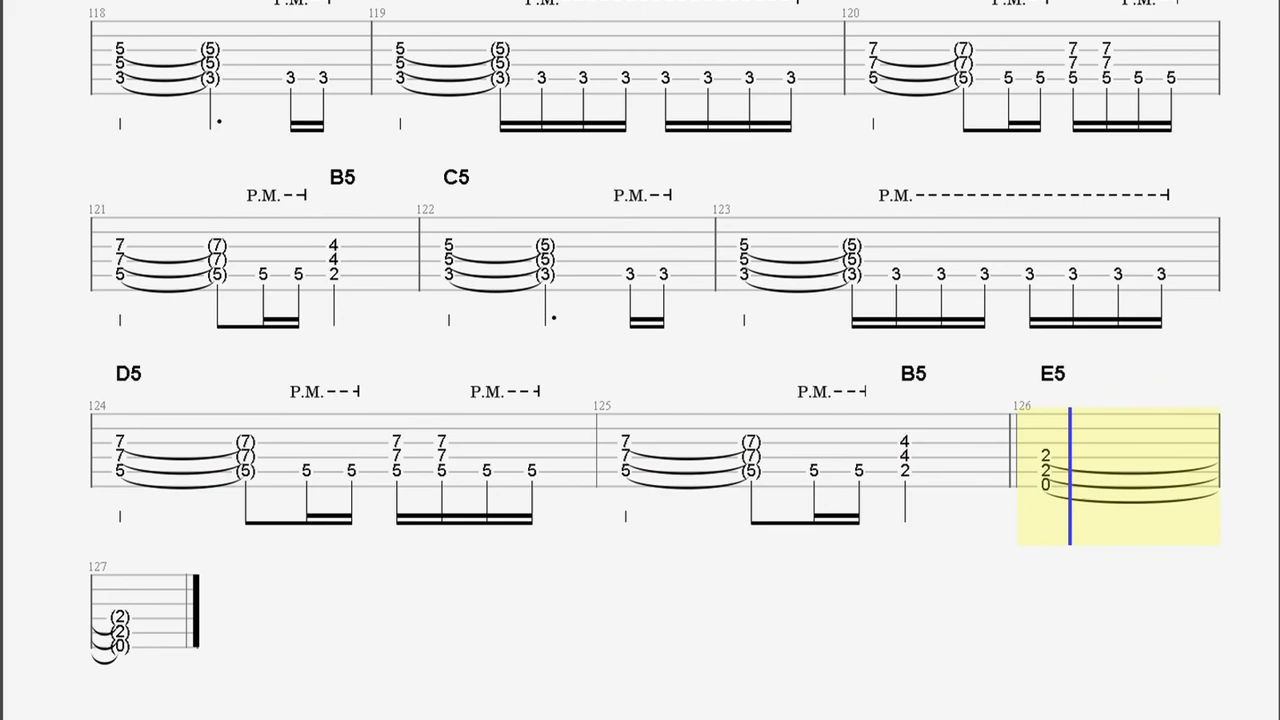 P.M. P.M. P.M. P.M.
118 119 120
5 (5) 5 (5) 7 (7) 7 7
5 (5) 5 (5) 7 (7) 7 7
3 (3) 3 3 3 (3) 3 3 3 3 3 3 3 5 (5) 5 5 5 5 5 5
B5 C5
P.M. P.M. P.M.
121 122 123
7 (7) 4 5 (5) 5 (5)
7 (7) 4 5 (5) 5 (5)
5 (5) 5 5 2 3 (3) 3 3 3 (3) 3 3 3 3 3 3 3
D5 B5 E5
P.M. P.M. P.M.
124 125 126
7 (7) 7 7 7 (7) 4
7 (7) 7 7 7 (7) 4 2
5 (5) 5 5 5 5 5 5 5 (5) 5 5 2 2
0
127
(2)
(2)
(0)